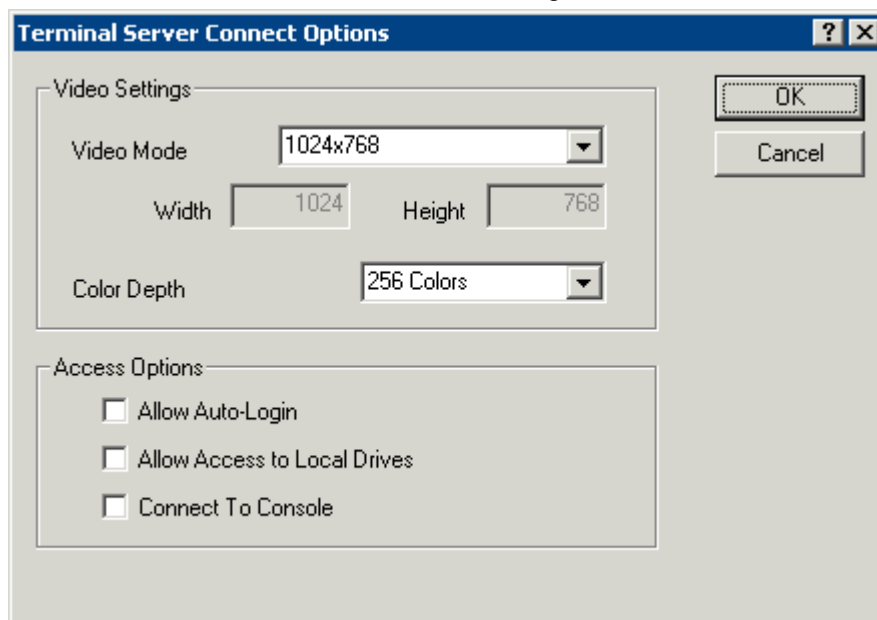 Terminal Server Connect Options
Video Settings
OK
Video Mode 1024x768
Cancel
Width 1024 Height 768
Color Depth 256 Colors
Access Options
Allow Auto-Login
Allow Access to Local Drives
Connect To Console